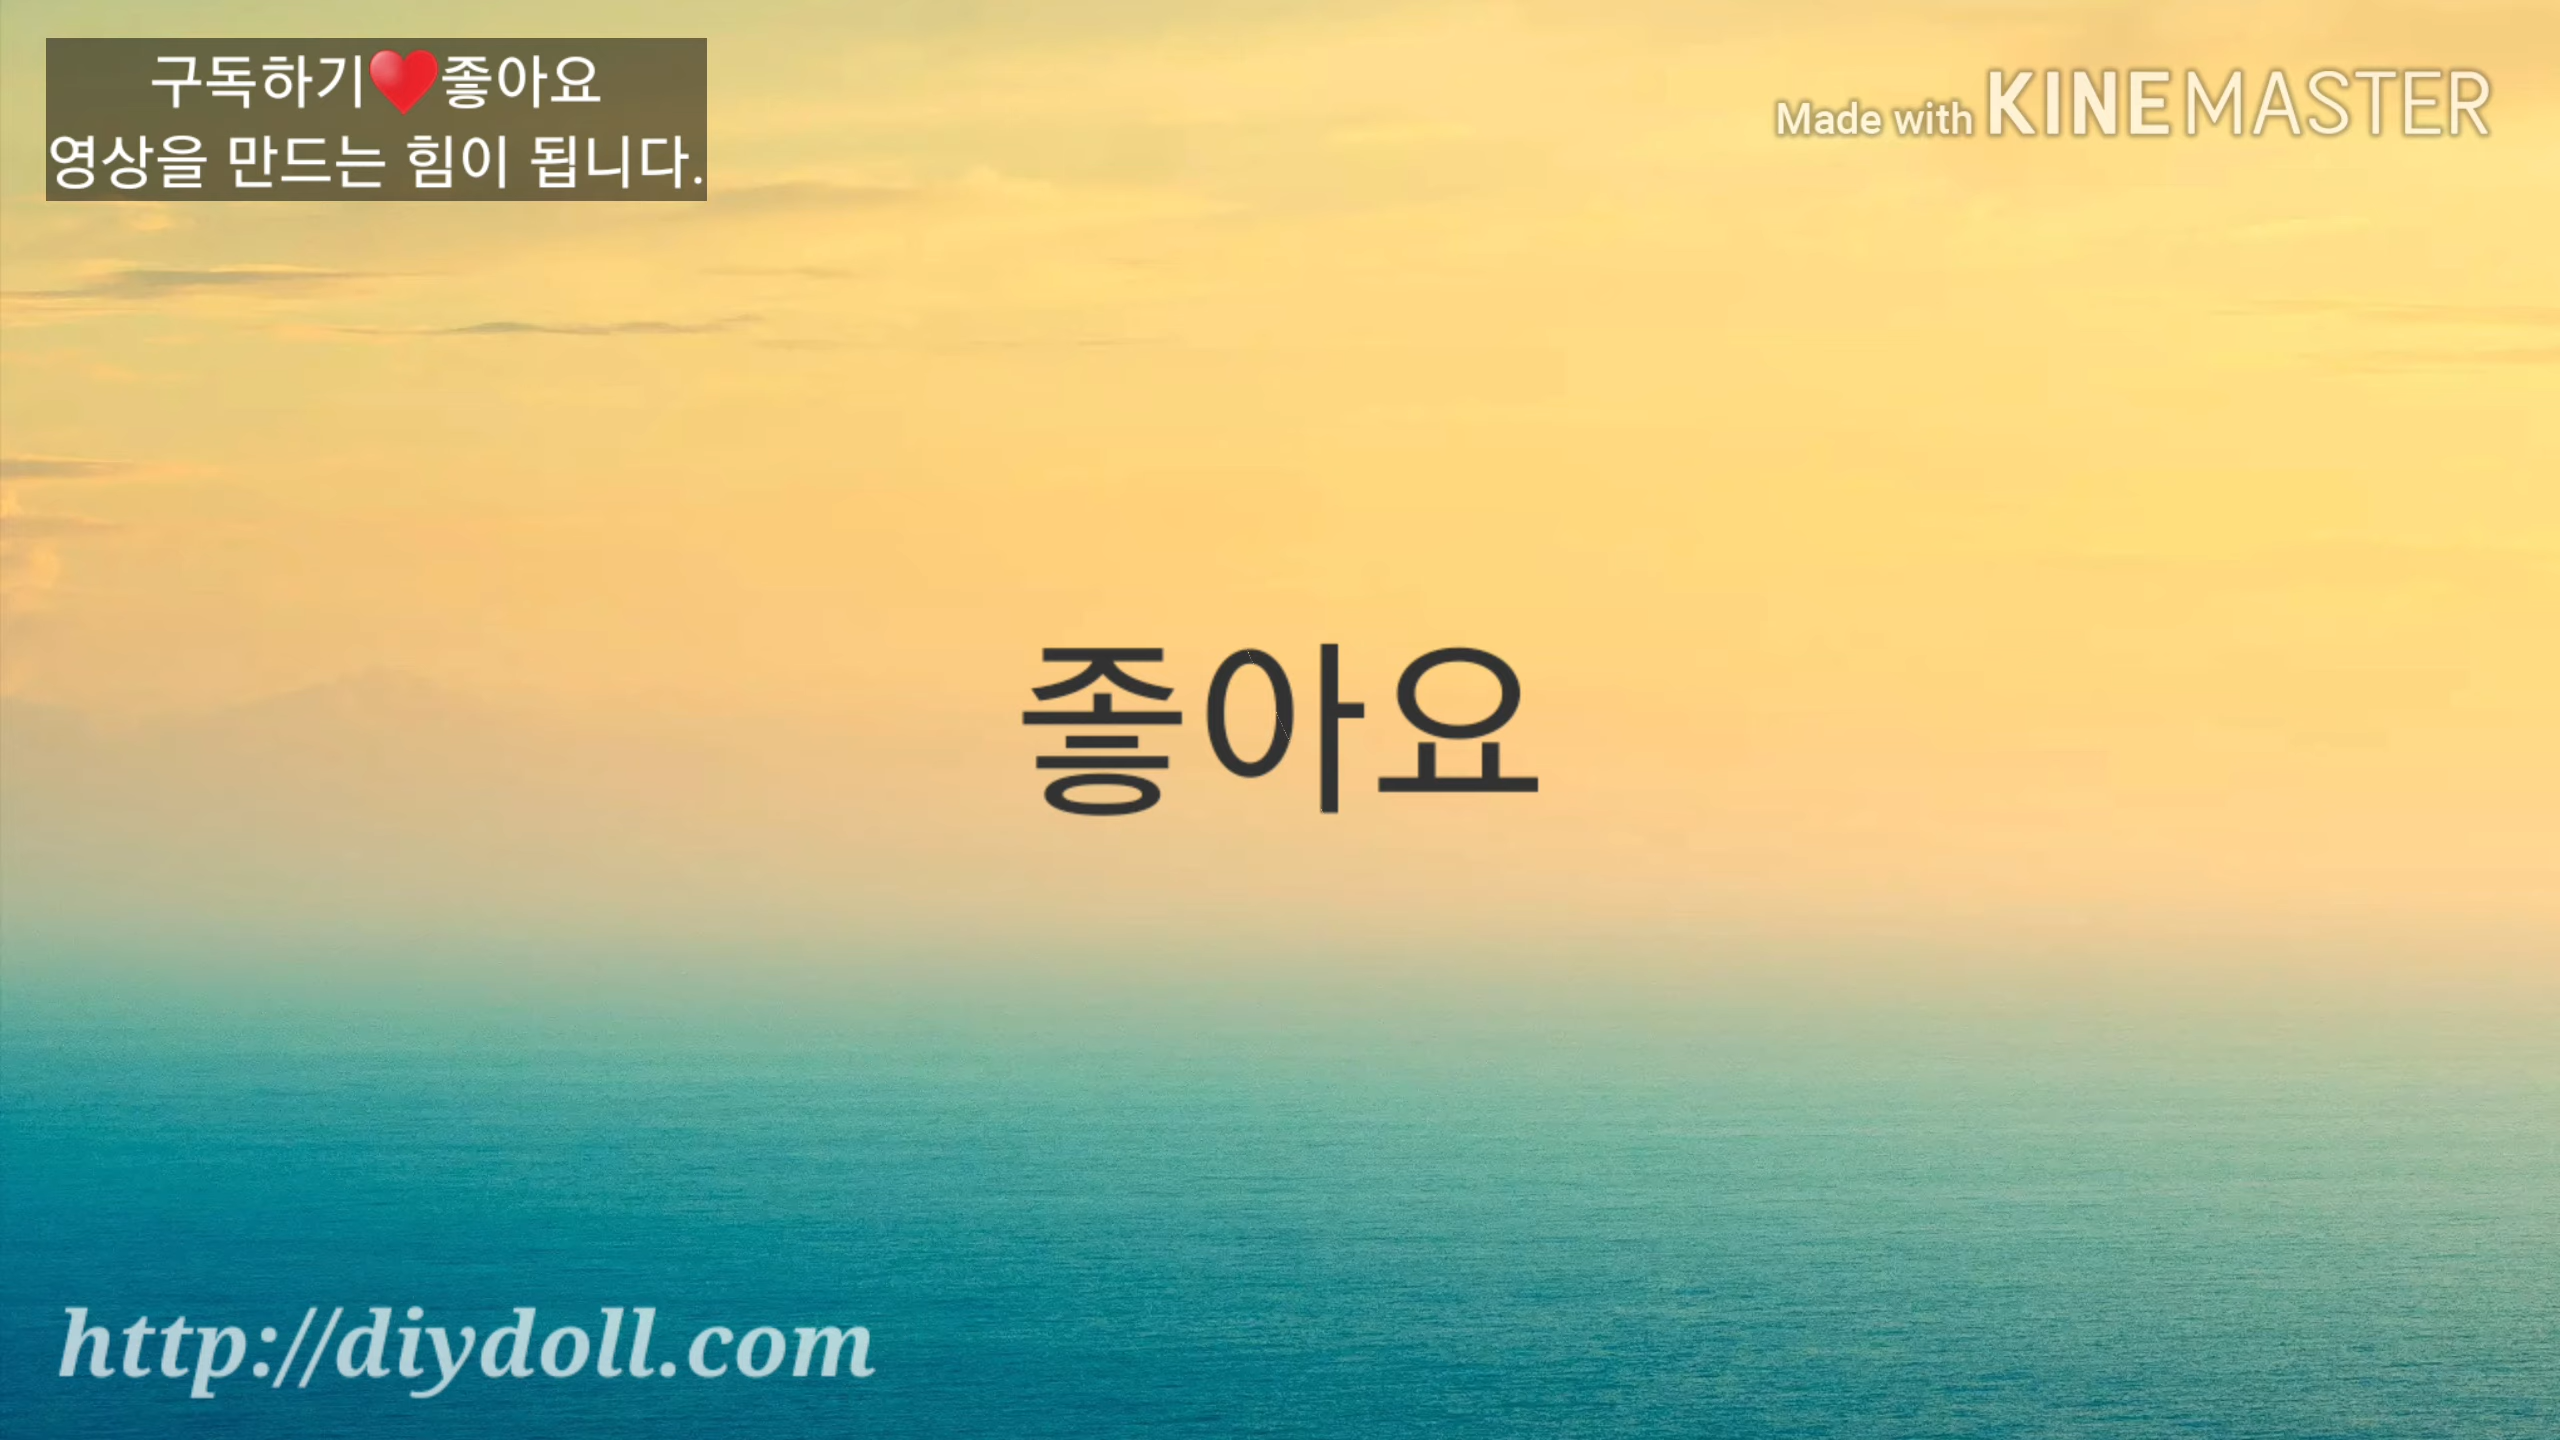 구독하기❤️좋아요
영상을 만드는 힘이 됩니다.
Made with KINEMASTER
좋아요
http://diydoll.com